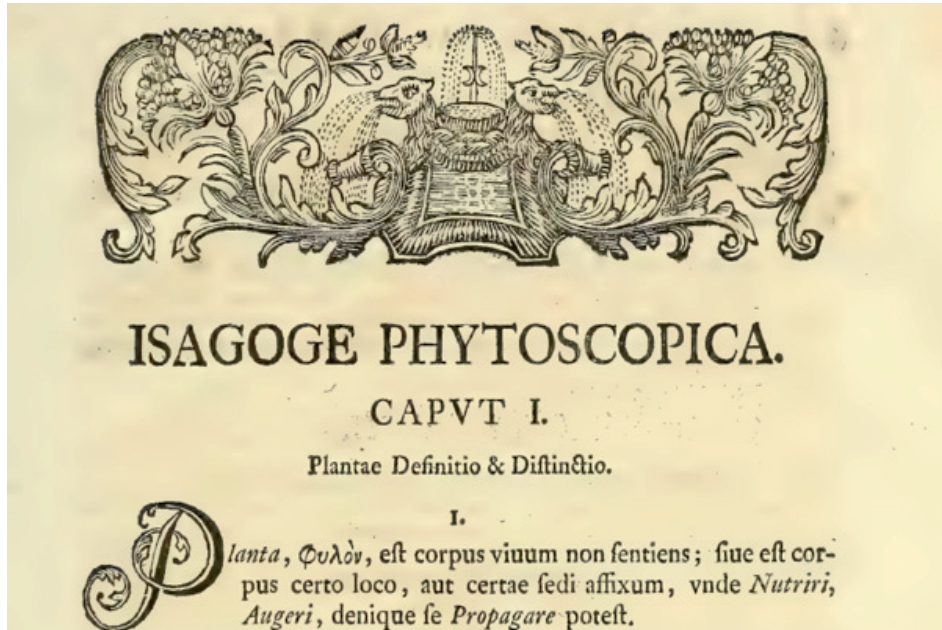 ISAGOGE PHYTOSCOPICA.
CAPVT I.
Plantae Definitio & Diſtinctio.
I.
Planta, Φυλὸν, eſt corpus viuum non ſentiens; ſiue eſt cor-
pus certo loco, aut certae ſedi affixum, vnde Nutriri,
Augeri, denique ſe Propagare poteſt.